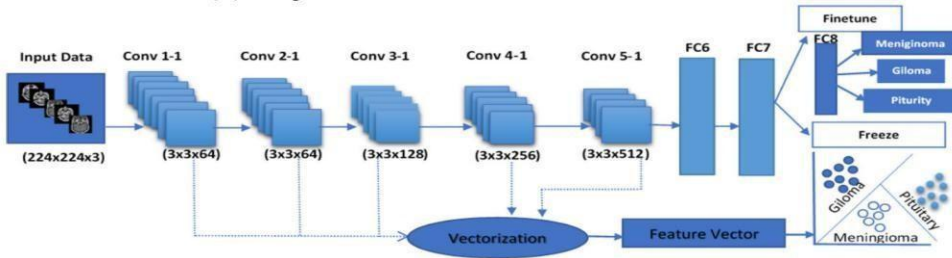 Finetune
Input Data
Conv 1-1
Conv 2-1
Conv 3-1
Conv 4-1
Conv 5-1
FC6
FC7
FC8
Meniginoma
Giloma
Piturity
Freeze
(224x224x3)
(3x3x64)
(3x3x64)
(3x3x128)
(3x3x256)
(3x3x512)
Giloma
Pituitary
Meningioma
Vectorization
Feature Vector